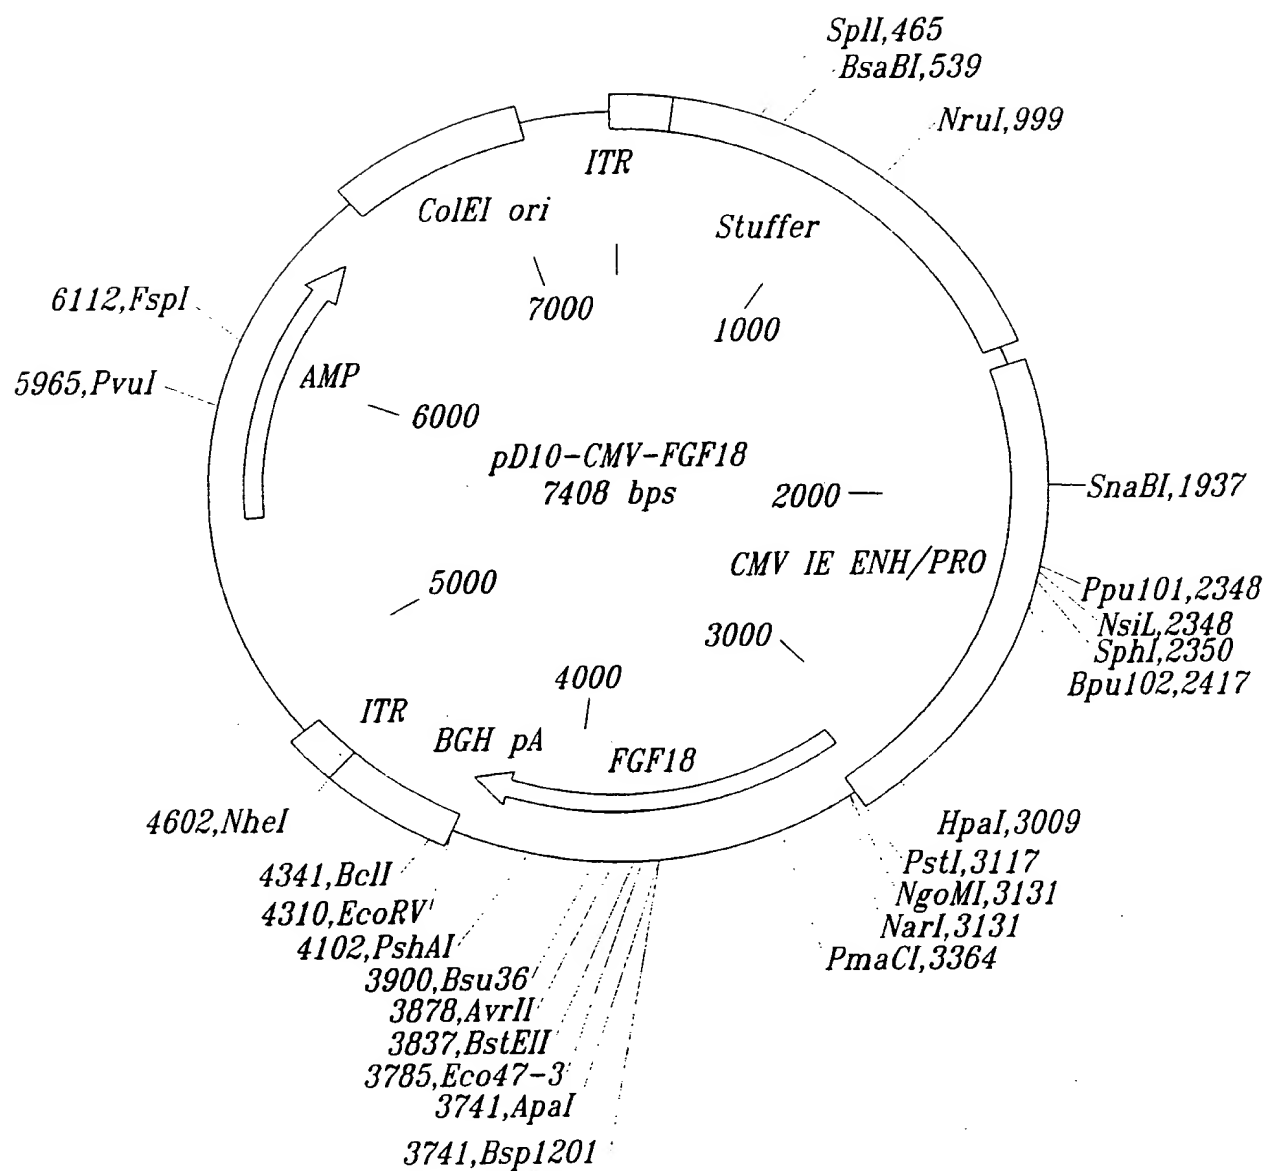 SplI,465
BsaBI,539
NruI,999
ITR
ColEI ori
Stuffer
7000
1000
6112,FspI
5965,PvuI
AMP
6000
pD10-CMV-FGF18
7408 bps
2000
SnaBI,1937
CMV IE ENH/PRO
5000
Ppu101,2348
NsiL,2348
SphI,2350
Bpu102,2417
3000
4000
ITR
BGH pA
FGF18
4602,NheI
HpaI,3009
PstI,3117
NgoMI,3131
NarI,3131
PmaCI,3364
4341,BclI
4310,EcoRV
4102,PshAI
3900,Bsu36
3878,AvrII
3837,BstEII
3785,Eco47-3
3741,ApaI
3741,Bsp1201